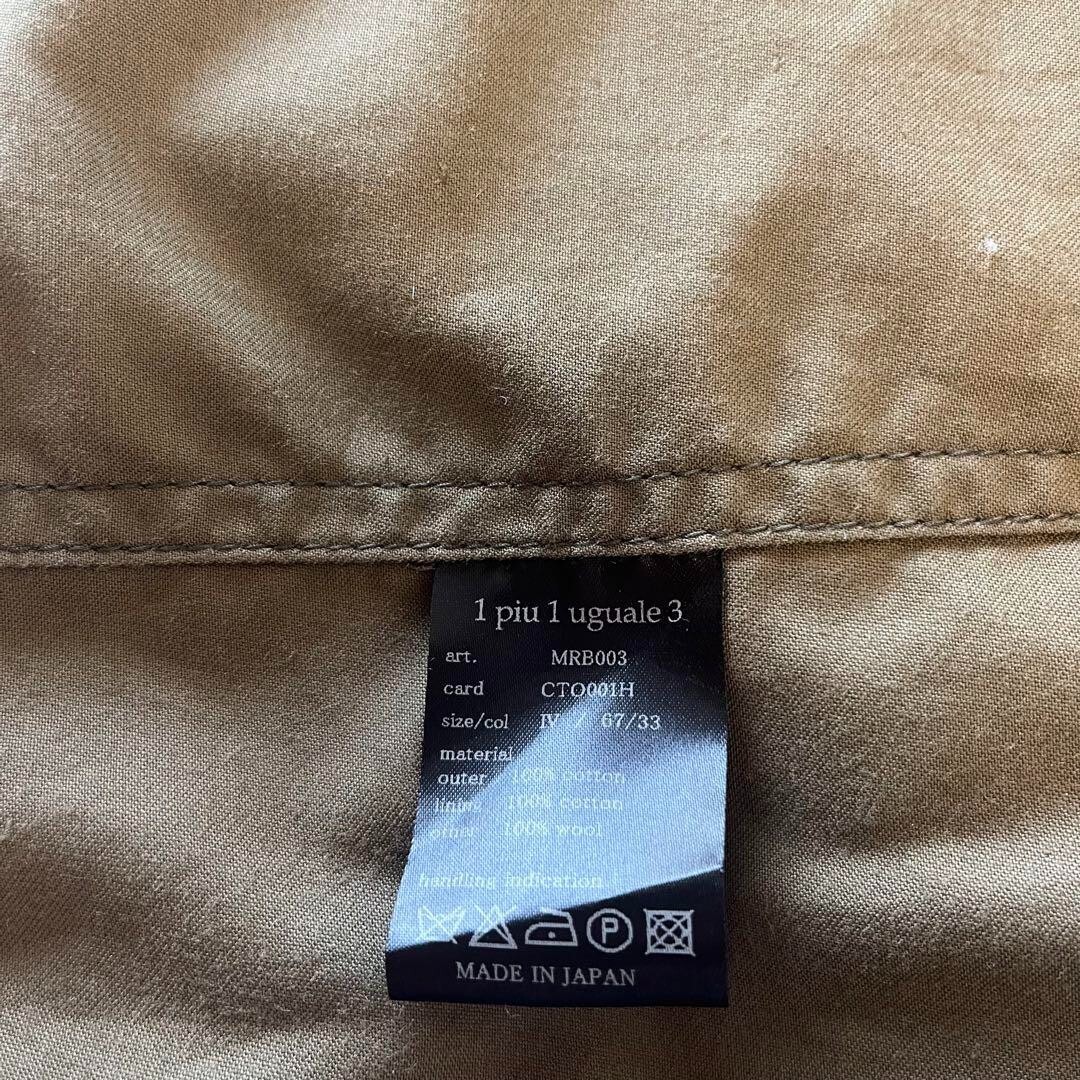 1 piu 1 uguale 3
art. MRB003
card CTO001H
size/col IV / 67/33
material
outer 100% cotton
lining 100% cotton
other 100% wool
handling indication
P
MADE IN JAPAN